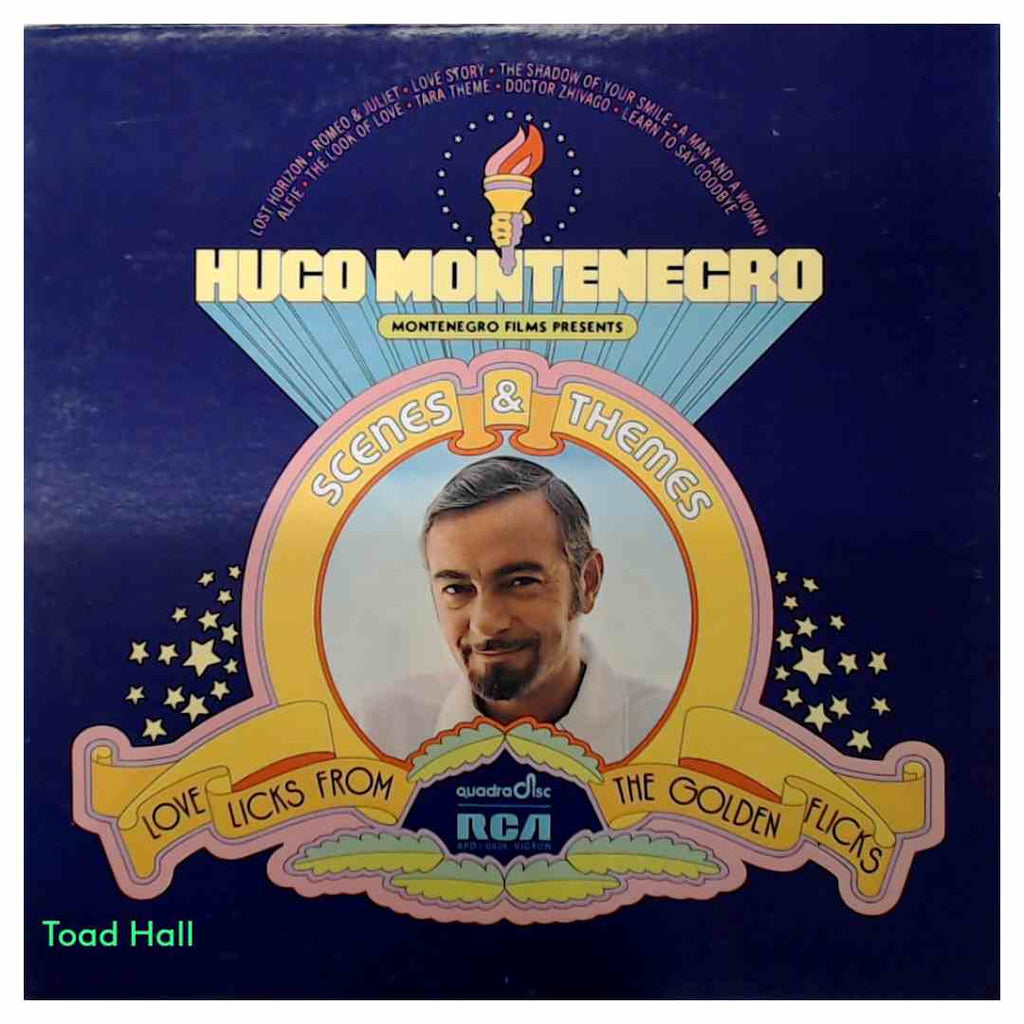 LOST HORIZON • ROMEO & JULIET • LOVE STORY • THE SHADOW OF YOUR SMILE • A MAN AND A WOMAN
ALFIE • THE LOOK OF LOVE • TARA THEME • DOCTOR ZHIVAGO • LEARN TO SAY GOODBYE
HUGO MONTENEGRO
MONTENEGRO FILMS PRESENTS
SCENES & THEMES
LOVE LICKS FROM THE GOLDEN FLICKS
quadradisc
RCA
VICTOR
Toad Hall